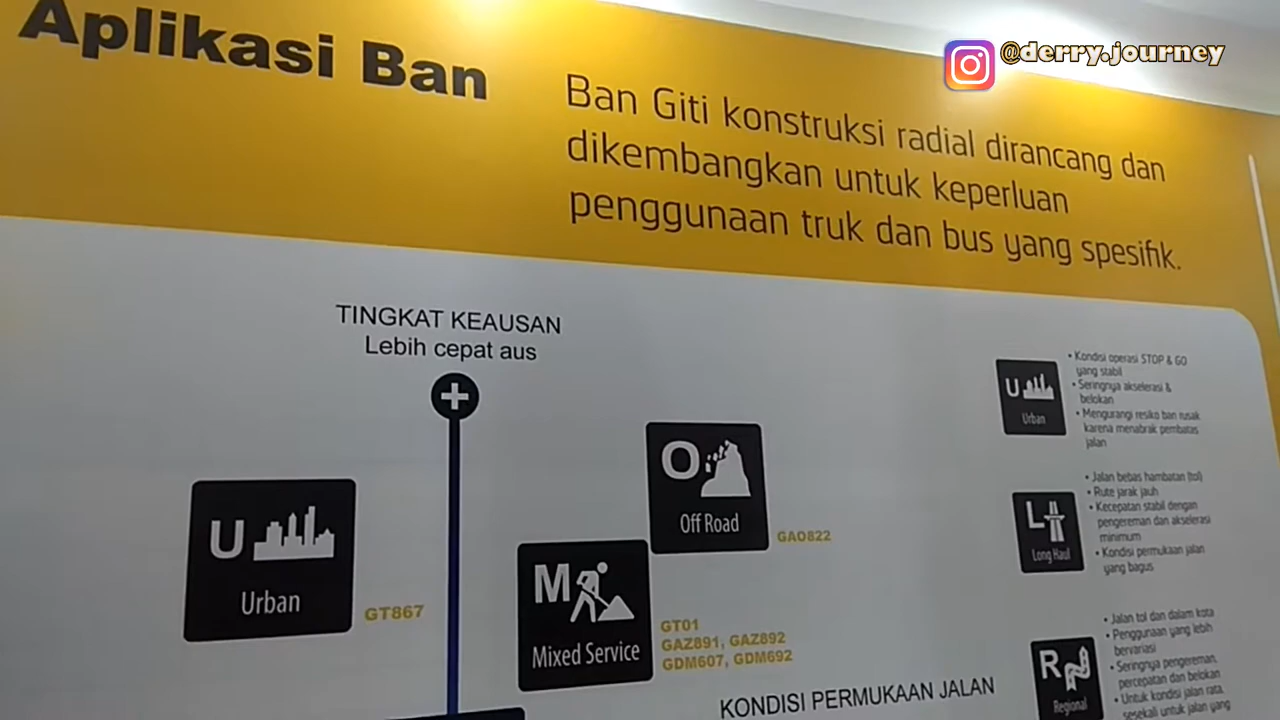 Aplikasi Ban
@derry.journey
Ban Giti konstruksi radial dirancang dan
dikembangkan untuk keperluan
penggunaan truk dan bus yang spesifik.
TINGKAT KEAUSAN
Lebih cepat aus
U
Urban
GT867
O
Off Road
GAO822
M
Mixed Service
GT01
GAZ891, GAZ892
GDM607, GDM692
KONDISI PERMUKAAN JALAN
U
Urban
• Kondisi operasi STOP & GO
yang stabil
• Seringnya akselerasi &
belokan
• Mengurangi resiko ban rusak
karena menabrak pembatas
jalan
L
Long Haul
• Jalan bebas hambatan (tol)
• Rute jarak jauh
• Kecepatan stabil dengan
pengereman dan akselerasi
minimum
• Kondisi permukaan jalan
yang bagus
R
Regional
• Jalan tol dan dalam kota
• Penggunaan yang lebih
bervariasi
• Seringnya pengereman,
percepatan dan belokan
• Untuk kondisi jalan rata,
sesekali untuk jalan yang